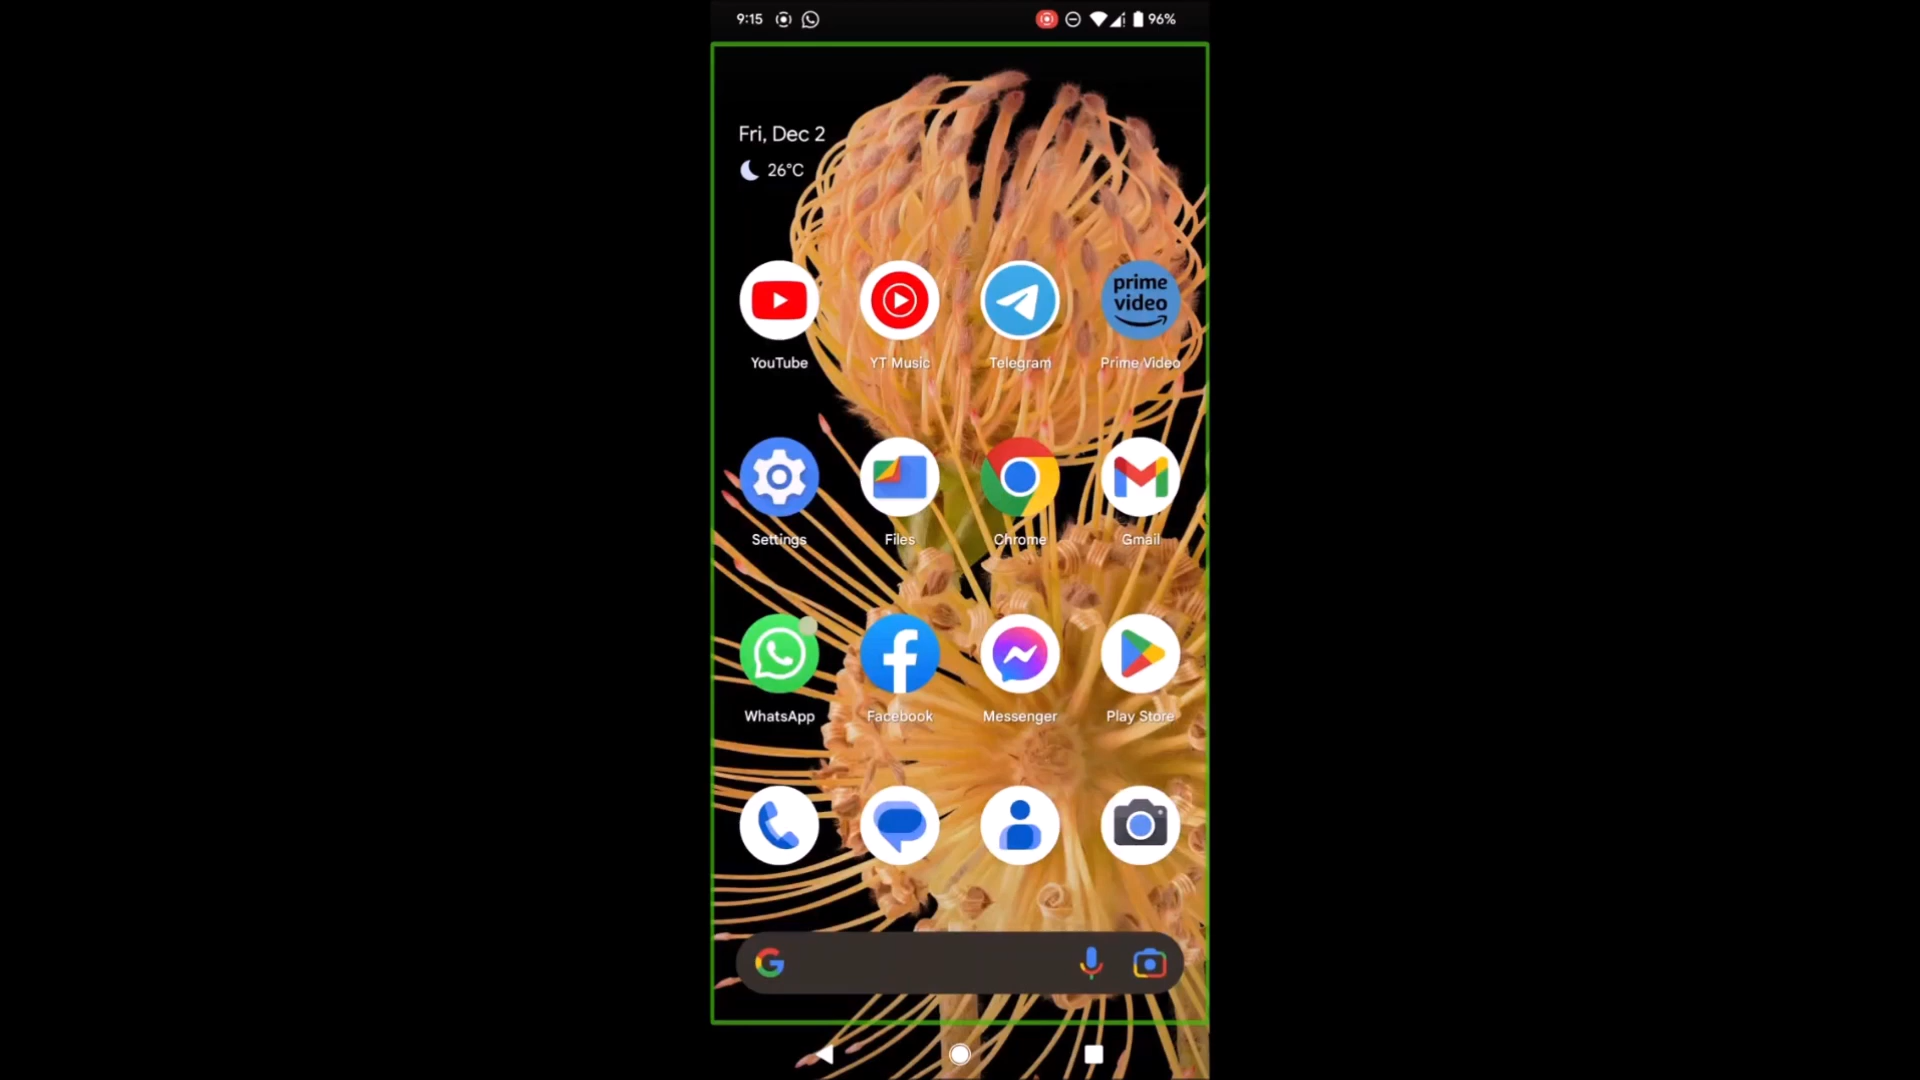 9:15
96%
Fri, Dec 2
26°C
prime
video
YouTube
YT Music
Telegram
Prime Video
Settings
Files
Chrome
Gmail
WhatsApp
Facebook
Messenger
Play Store